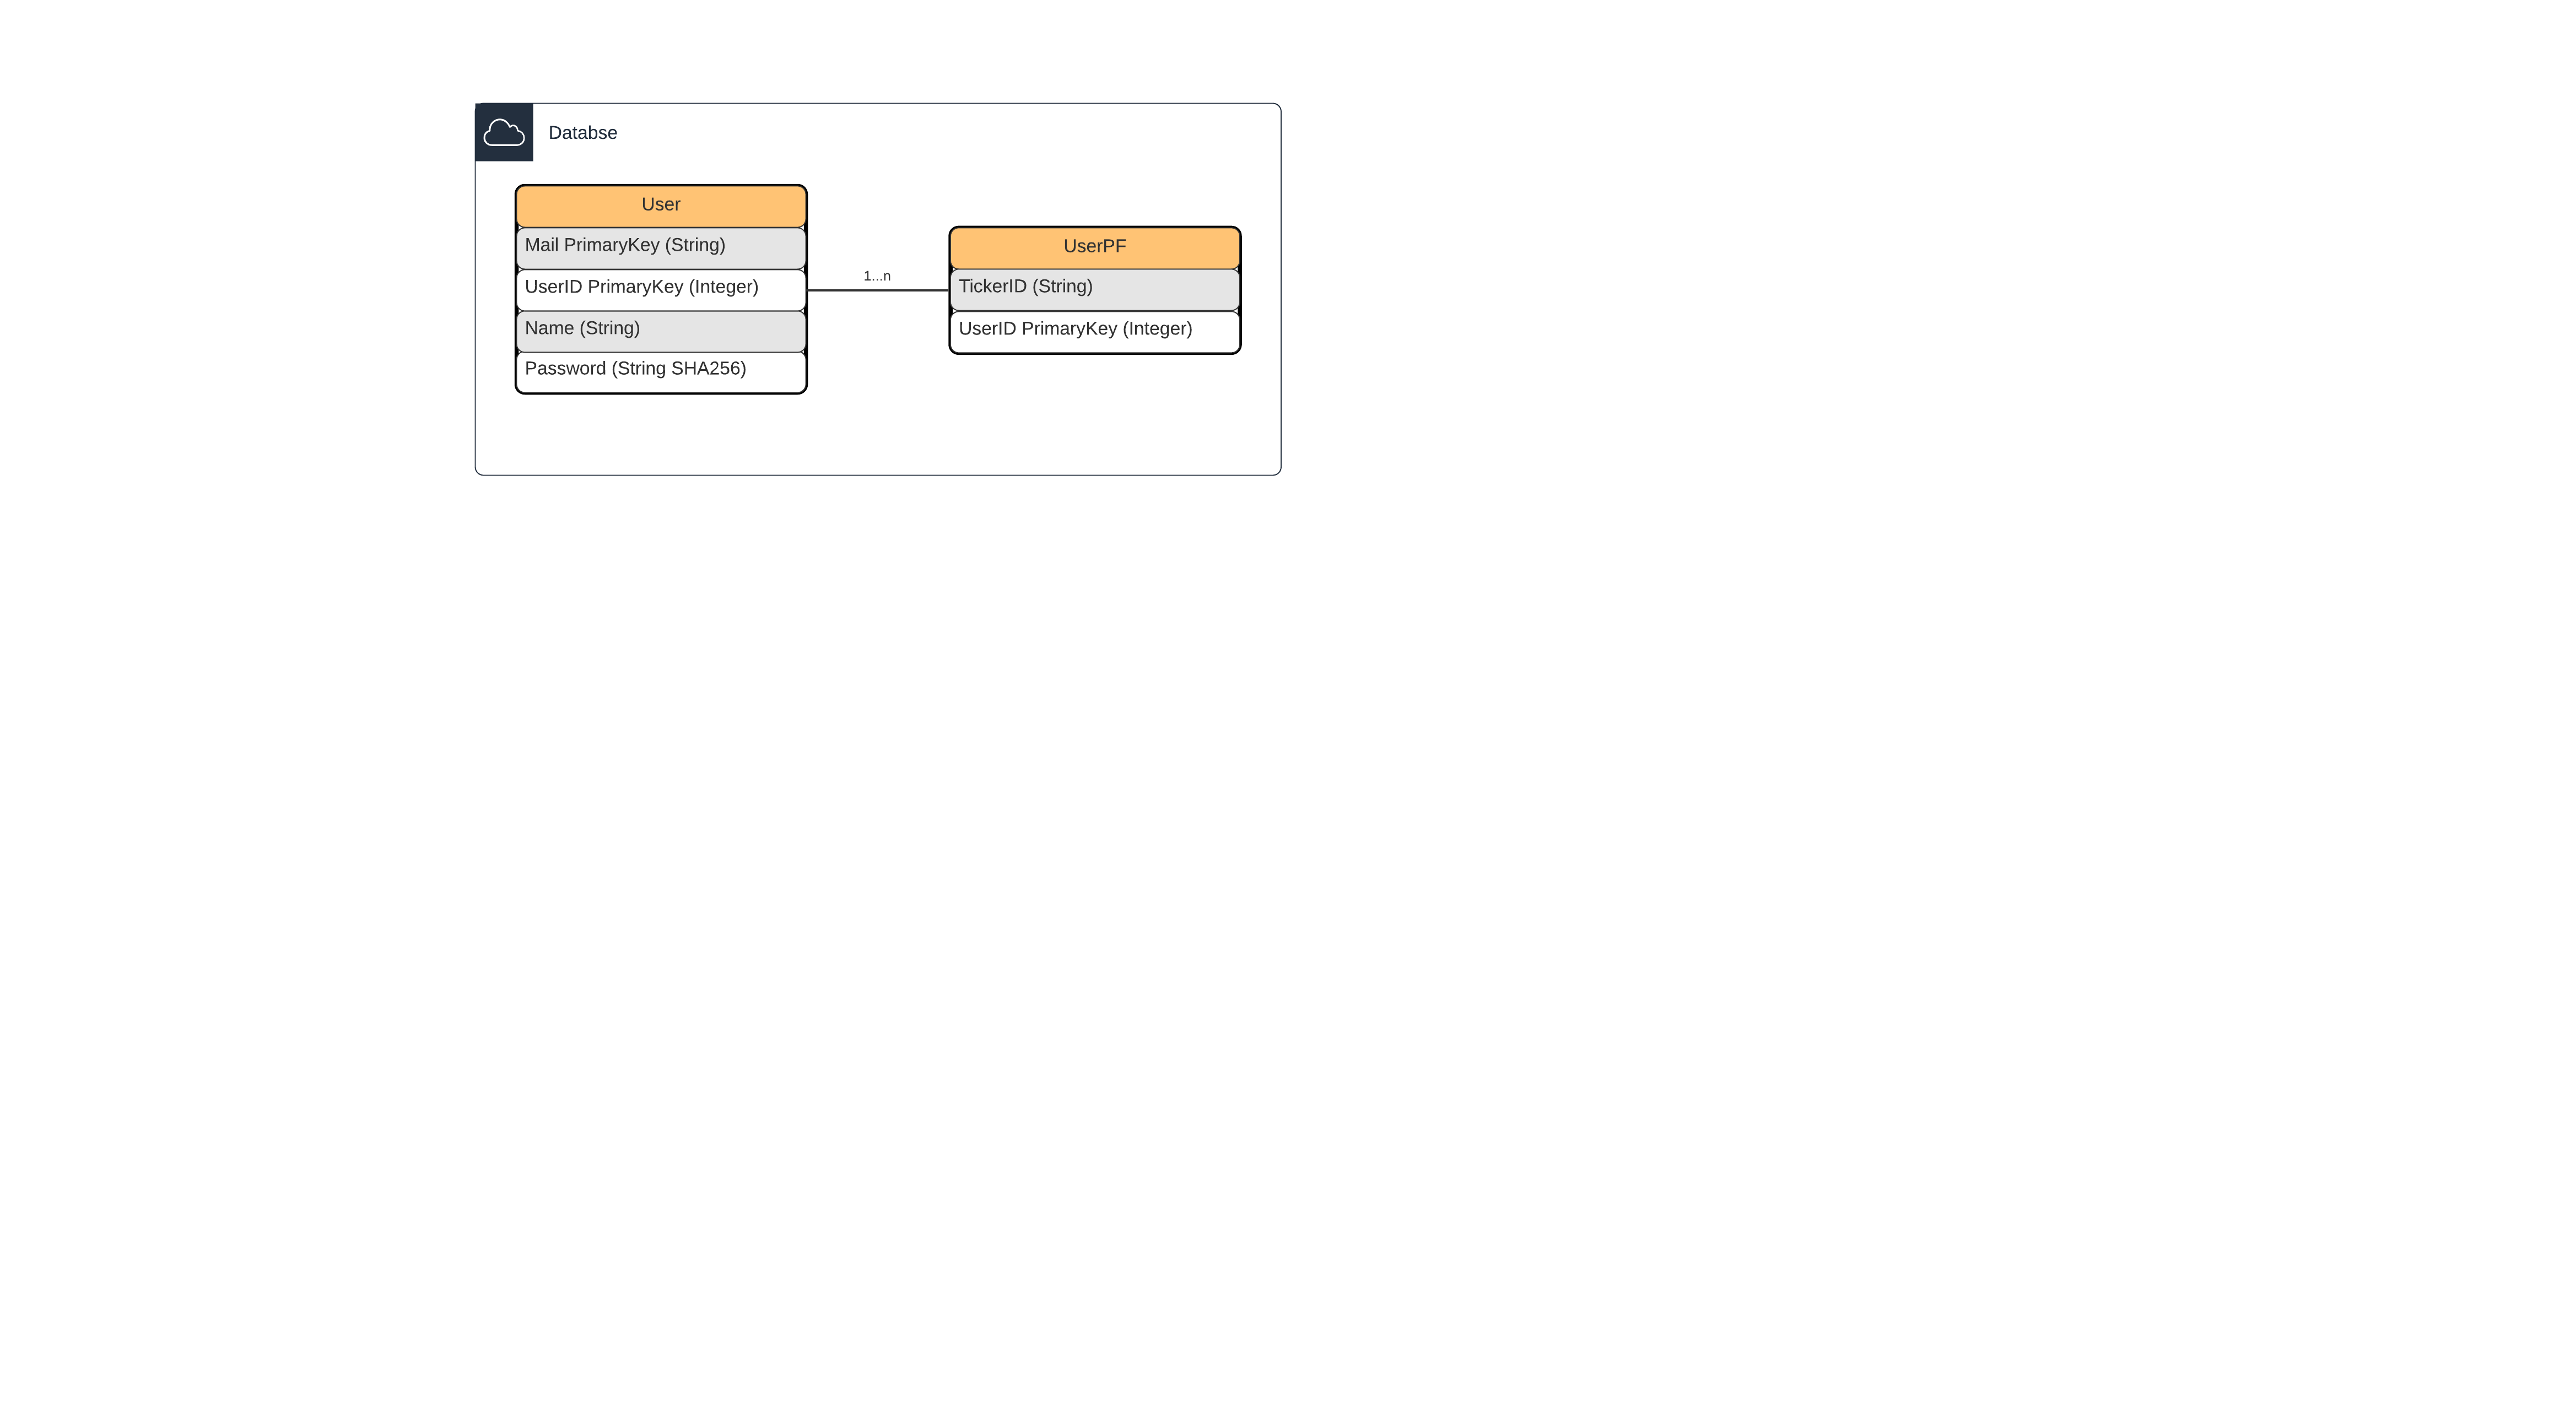 Databse
User
Mail PrimaryKey (String)
UserID PrimaryKey (Integer)
Name (String)
Password (String SHA256)
1...n
UserPF
TickerID (String)
UserID PrimaryKey (Integer)